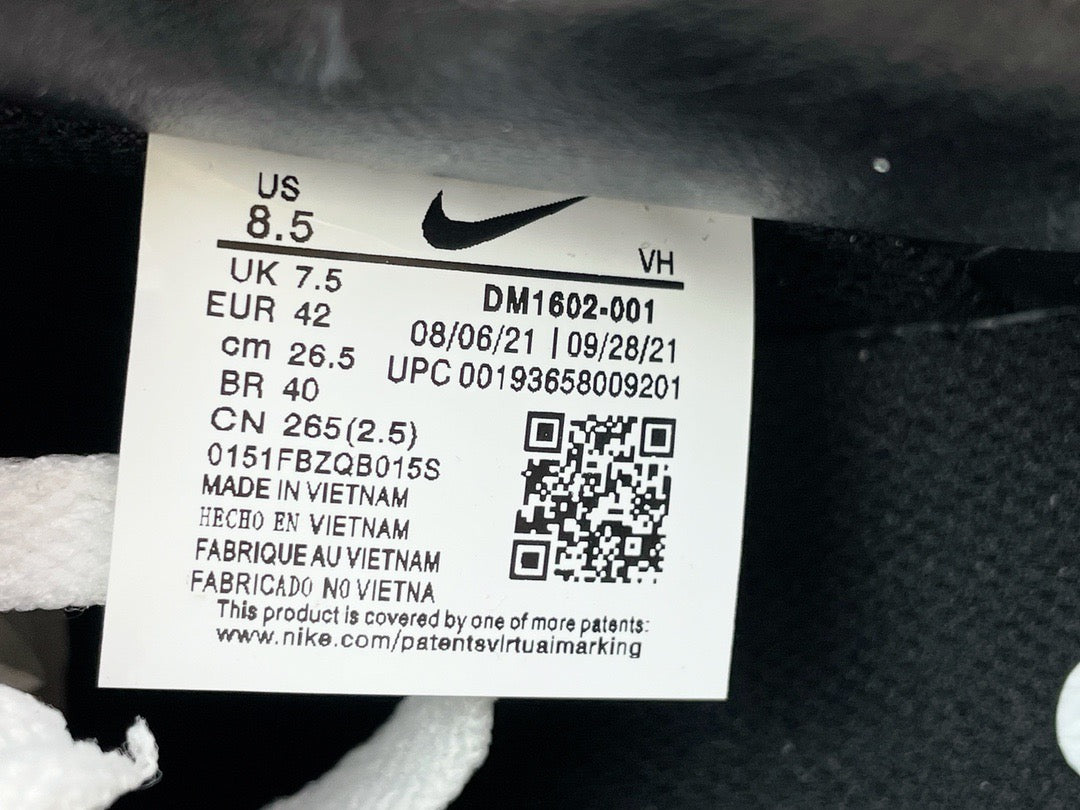 US
8.5
VH
UK 7.5
EUR 42
cm 26.5
BR 40
CN 265(2.5)
DM1602-001
08/06/21 | 09/28/21
UPC 00193658009201
0151FBZQB015S
MADE IN VIETNAM
HECHO EN VIETNAM
FABRIQUE AU VIETNAM
FABRICADO NO VIETNA
This product is covered by one of more patents:
www.nike.com/patentsvirtuaimarking